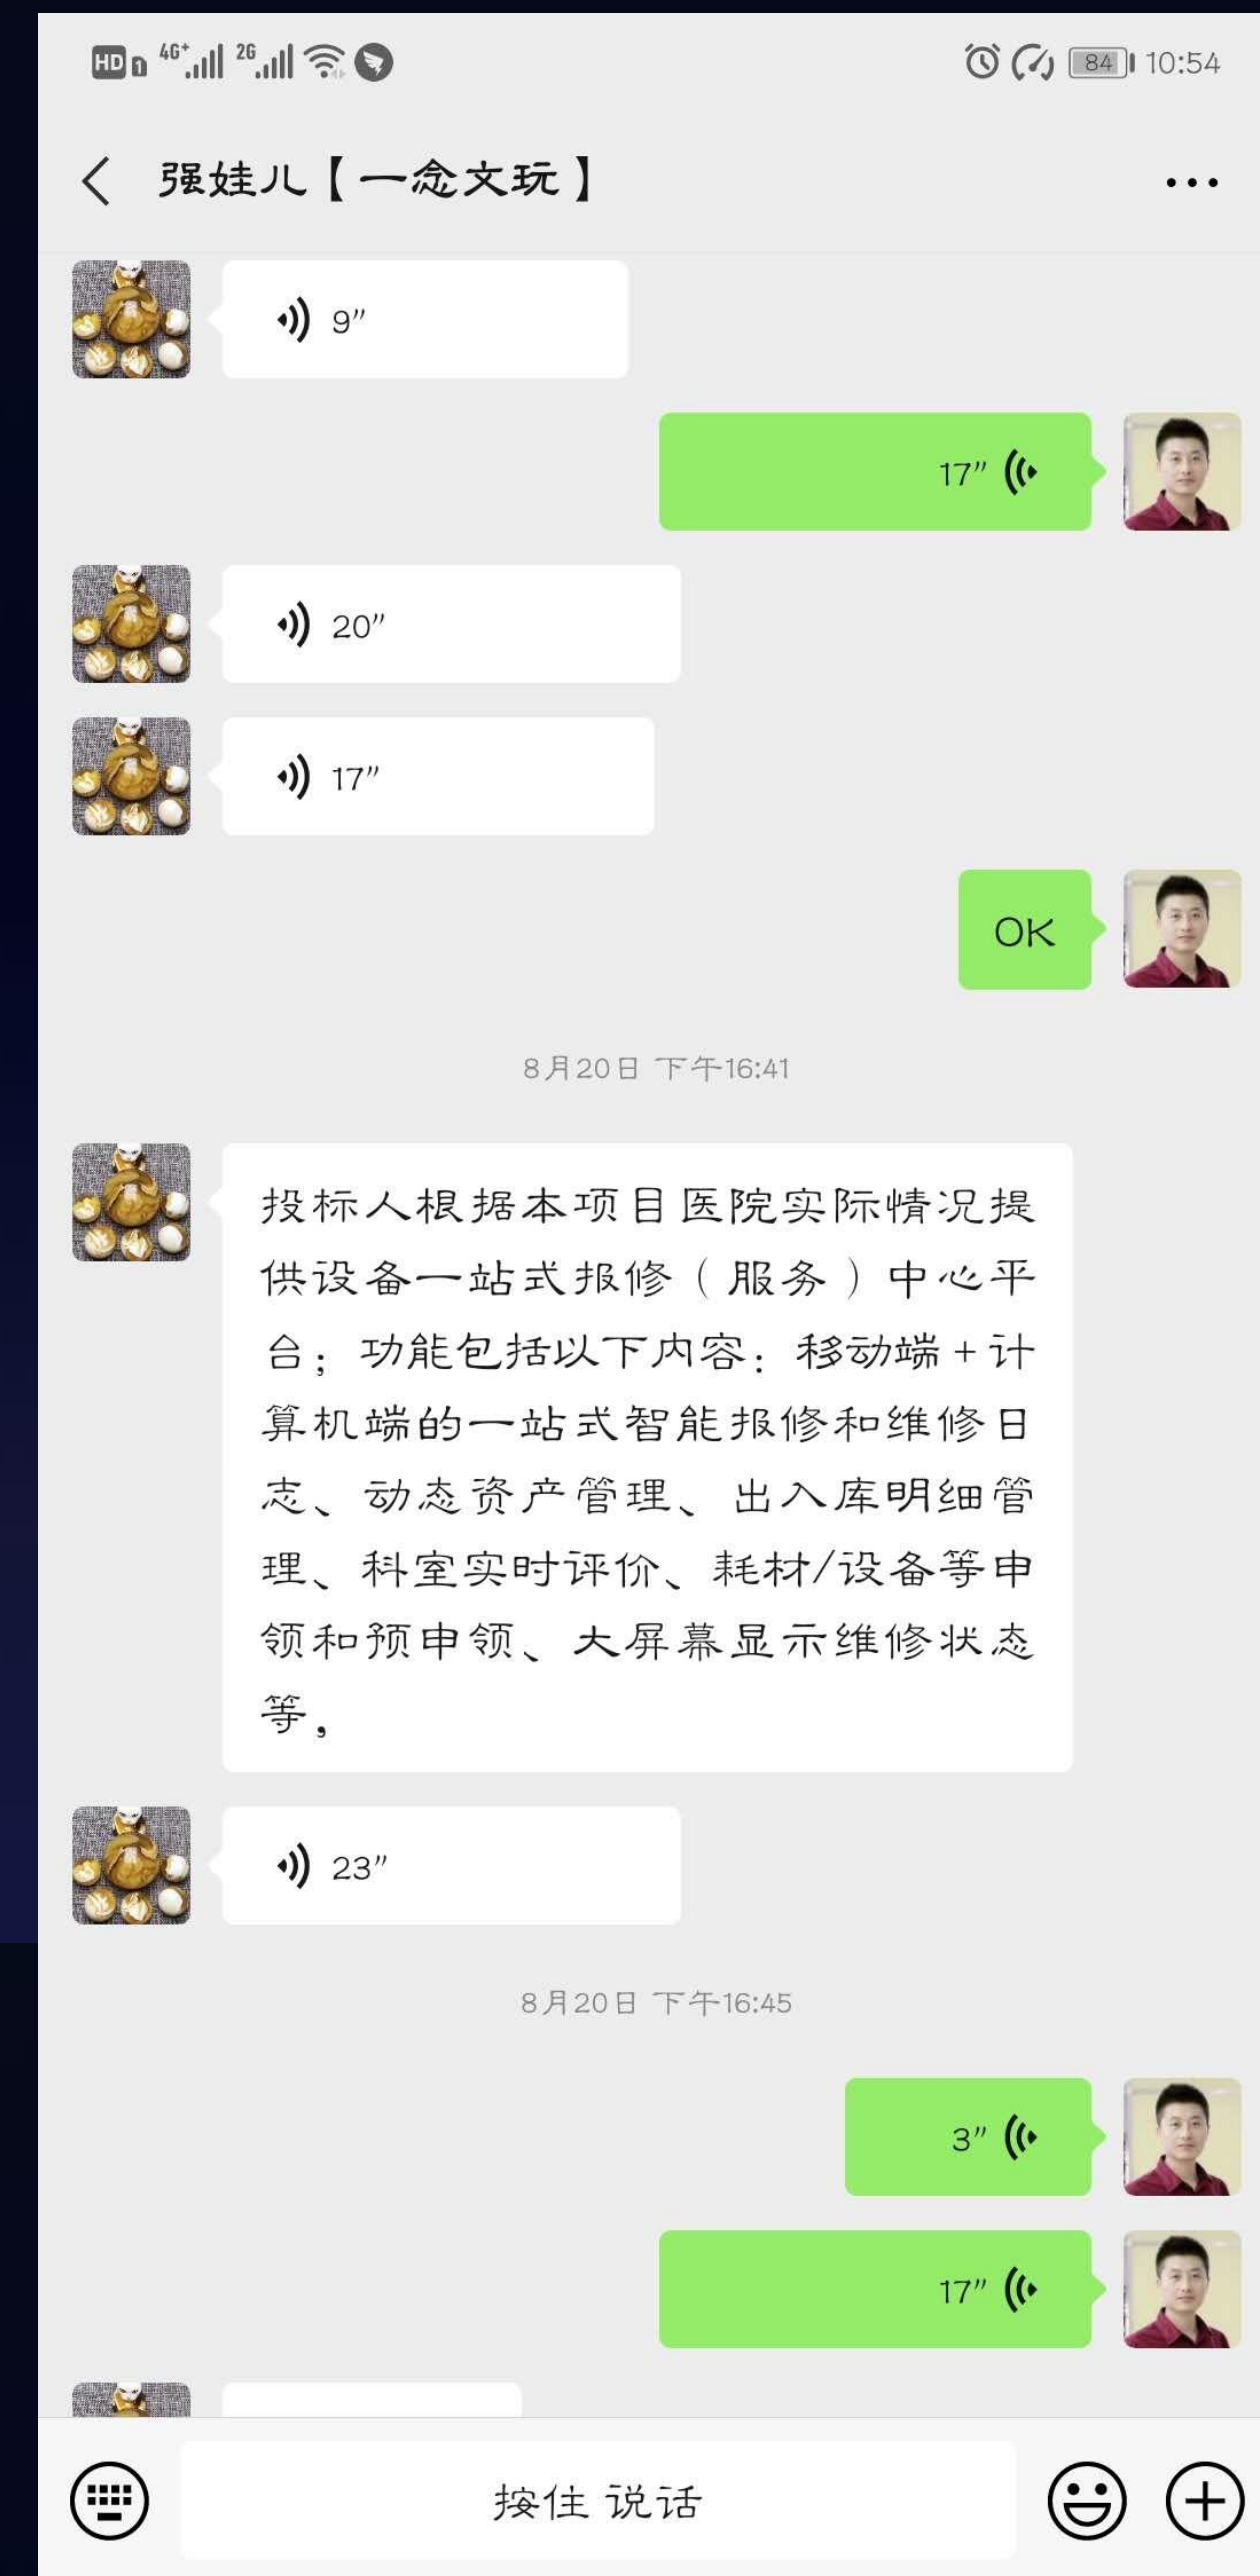 HD 1 4G+ 2G 84 10:54
强娃儿【一念文玩】
9"
17"
20"
17"
OK
8月20日 下午16:41
投标人根据本项目医院实际情况提
供设备一站式报修（服务）中心平
台；功能包括以下内容：移动端+计
算机端的一站式智能报修和维修日
志、动态资产管理、出入库明细管
理、科室实时评价、耗材/设备等申
领和预申领、大屏幕显示维修状态
等，
23"
8月20日 下午16:45
3"
17"
按住 说话